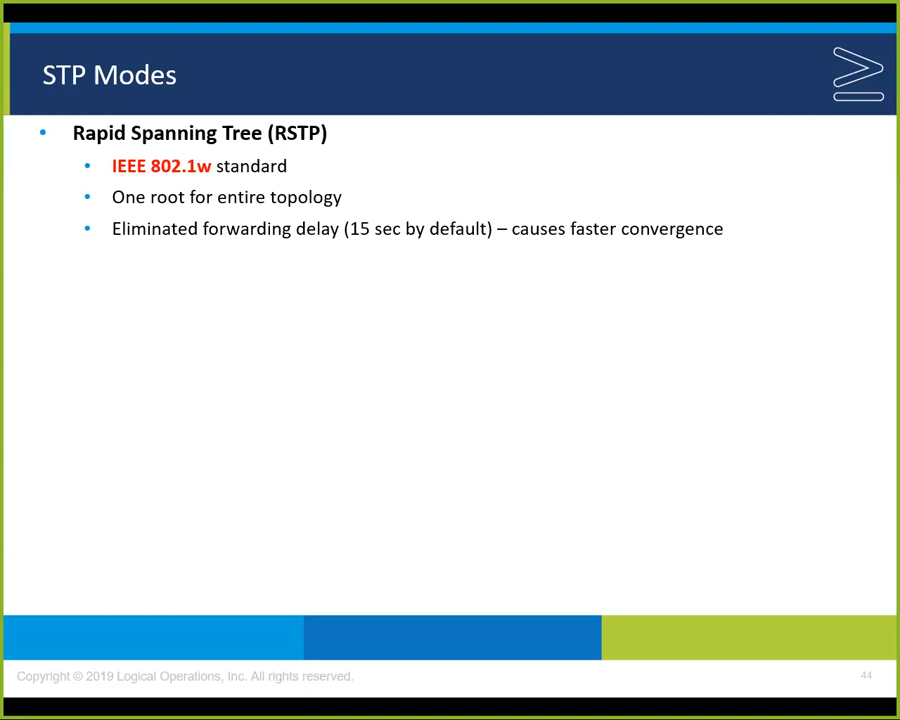 STP Modes
• Rapid Spanning Tree (RSTP)
• IEEE 802.1w standard
• One root for entire topology
• Eliminated forwarding delay (15 sec by default) – causes faster convergence
Copyright © 2019 Logical Operations, Inc. All rights reserved.
44